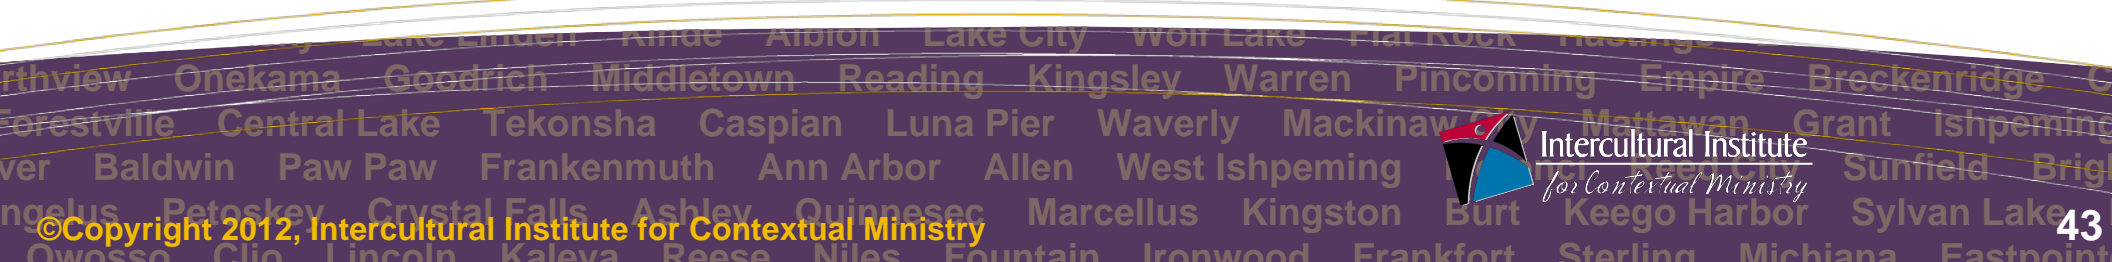 Lake Linden Kinde Albion Lake City Wolf Lake Flat Rock Hastings
rthview Onekama Goodrich Middletown Reading Kingsley Warren Pinconning Empire Breckenridge C
Forestville Central Lake Tekonsha Caspian Luna Pier Waverly Mackinaw City Mattawan Grant Ishpeming
ver Baldwin Paw Paw Frankenmuth Ann Arbor Allen West Ishpeming Reed City Sunfield Brig
Intercultural Institute
for Contextual Ministry
ngelus Petoskey Crystal Falls Ashley Quinnesec Marcellus Kingston Burt Keego Harbor Sylvan Lake
©Copyright 2012, Intercultural Institute for Contextual Ministry
43
Owosso Clio Lincoln Kaleva Reese Niles Fountain Ironwood Frankfort Sterling Michiana Eastpoint